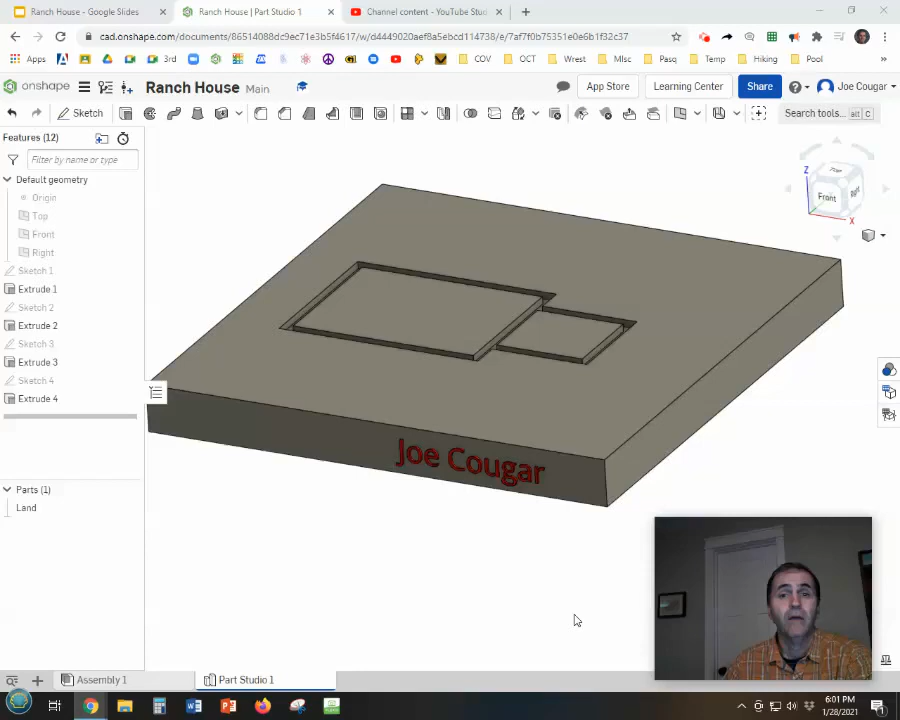 Ranch House - Google Slides
Ranch House | Part Studio 1
Channel content - YouTube Stud
cad.onshape.com/documents/86514088dc9ec71e3b5f4617/w/d4449020aef8a5ebcd114738/e/7af7f0b75351e0e6b1f32c37
Apps
3rd
COV
OCT
MIsc
Pasq
Wrest
Temp
Hiking
Pool
onshape
Ranch House Main
App Store
Learning Center
Share
Joe Cougar
Sketch
Search tools...
alt
C
Features (12)
Filter by name or type
Default geometry
Origin
Top
Front
Right
Sketch 1
Extrude 1
Sketch 2
Extrude 2
Sketch 3
Extrude 3
Sketch 4
Extrude 4
Parts (1)
Land
Z
Top
Front
Right
X
Joe Cougar
Assembly 1
Part Studio 1
6:01 PM
1/28/2021